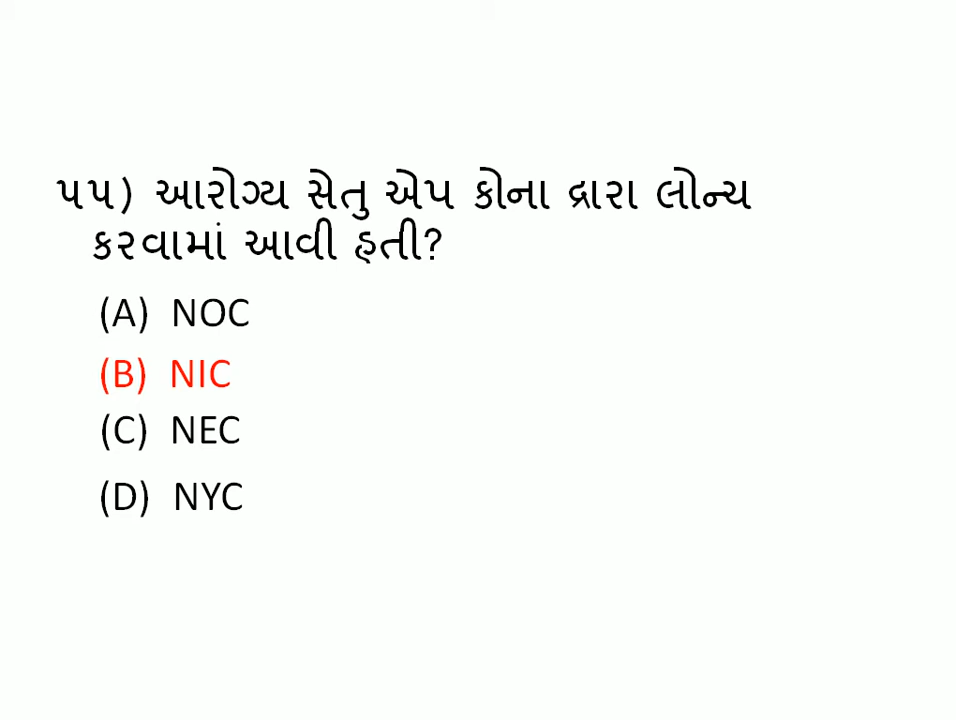 ૫૫) આરોગ્ય સેતુ એપ કોના દ્રારા લોન્ચ
કરવામાં આવી હતી?
(A) NOC
(B) NIC
(C) NEC
(D) NYC